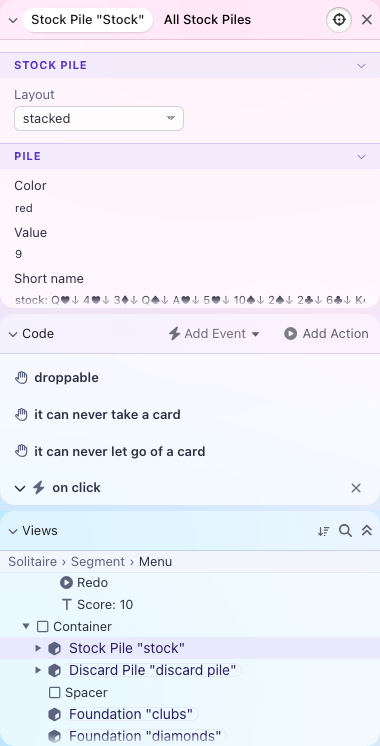 Stock Pile "Stock" All Stock Piles
STOCK PILE
Layout
stacked
PILE
Color
red
Value
9
Short name
stock: Q♥↓ 4♥↓ 3♠↓ Q♠↓ A♥↓ 5♥↓ 10♠↓ 2♠↓ 2♣↓ 6♣↓
Code Add Event Add Action
droppable
it can never take a card
it can never let go of a card
on click
Views
Solitaire › Segment › Menu
Redo
Score: 10
Container
Stock Pile "stock"
Discard Pile "discard pile"
Spacer
Foundation "clubs"
Foundation "diamonds"